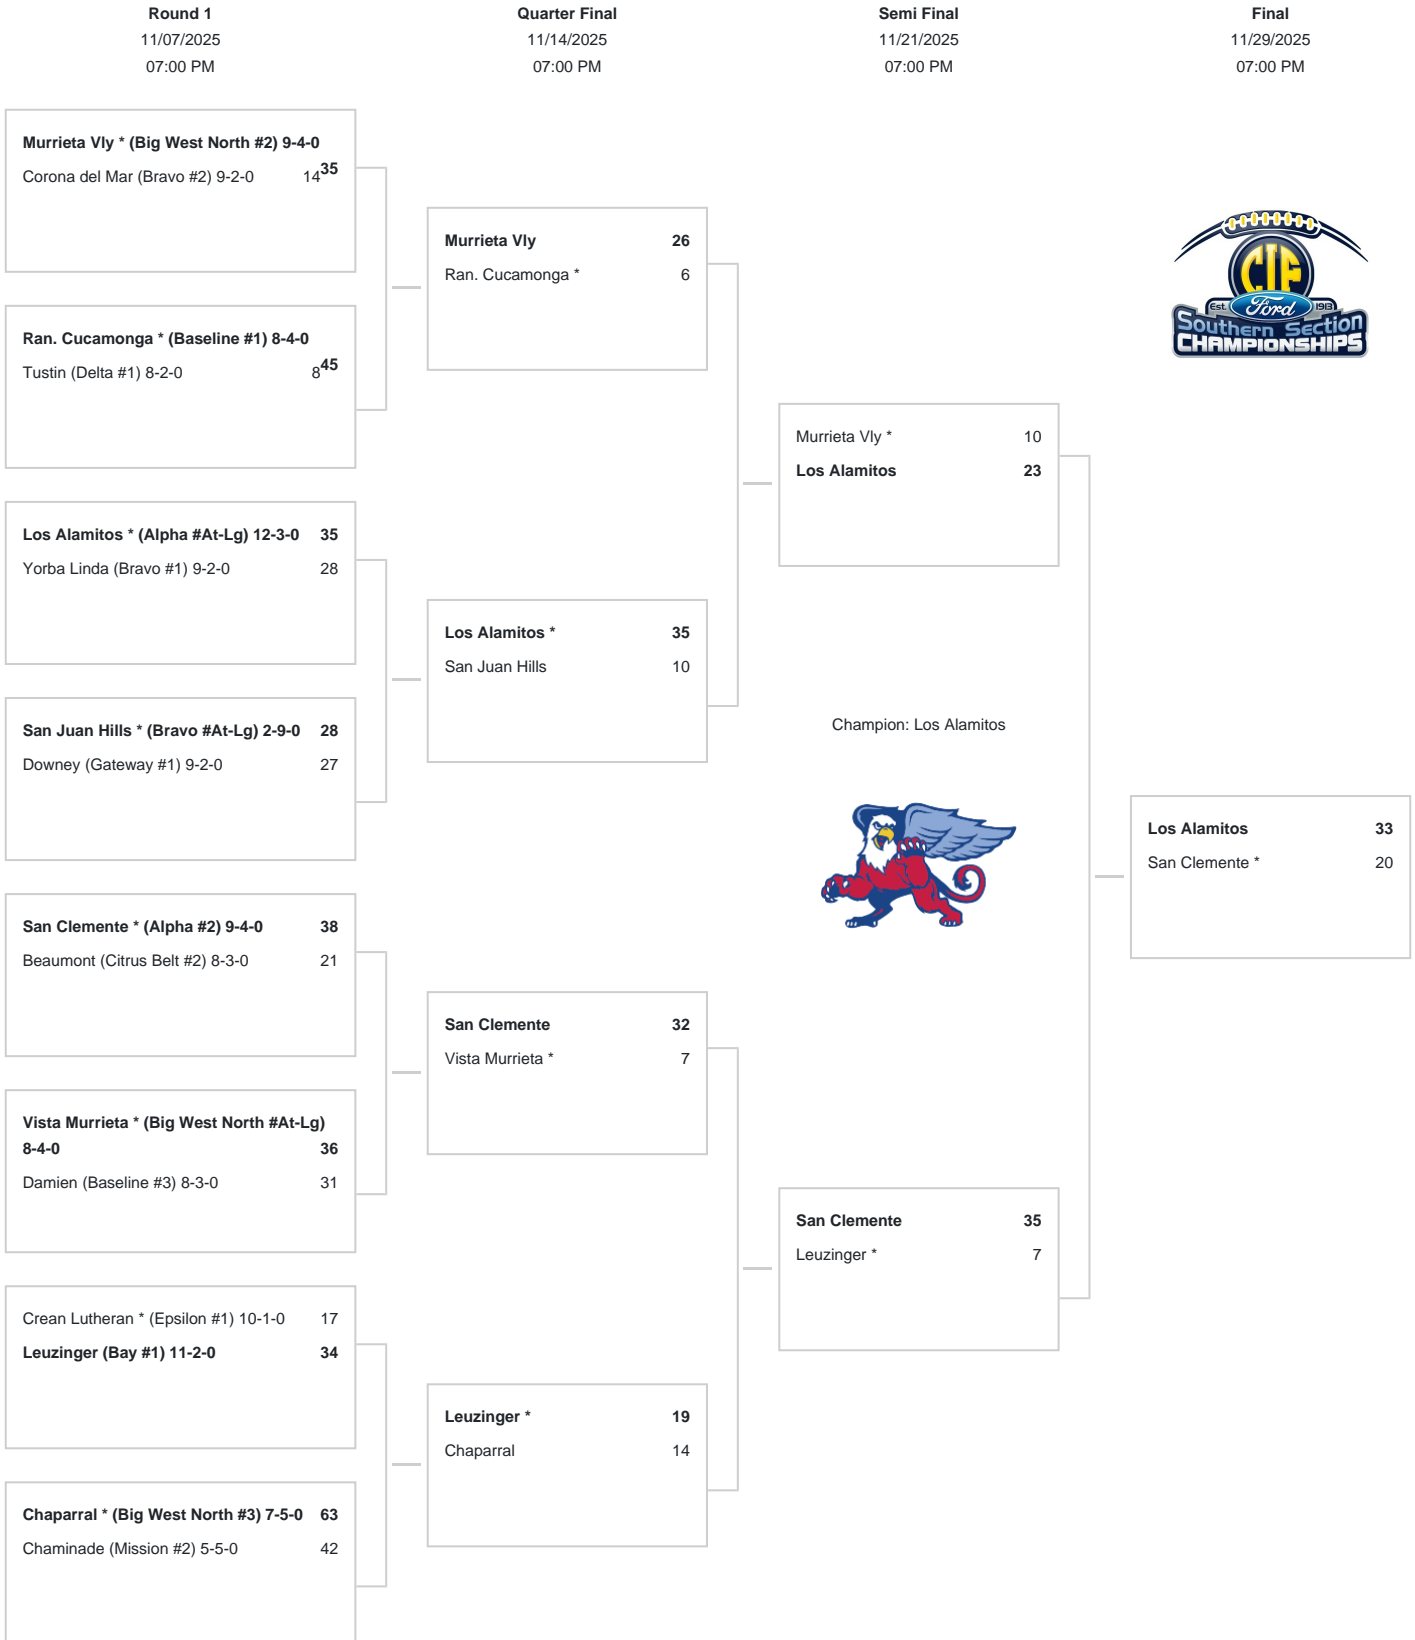 Round 1
11/07/2025
07:00 PM
Quarter Final
11/14/2025
07:00 PM
Semi Final
11/21/2025
07:00 PM
Final
11/29/2025
07:00 PM
Murrieta Vly * (Big West North #2) 9-4-0 35
Corona del Mar (Bravo #2) 9-2-0 14
Ran. Cucamonga * (Baseline #1) 8-4-0 45
Tustin (Delta #1) 8-2-0 8
Los Alamitos * (Alpha #At-Lg) 12-3-0 35
Yorba Linda (Bravo #1) 9-2-0 28
San Juan Hills * (Bravo #At-Lg) 2-9-0 28
Downey (Gateway #1) 9-2-0 27
San Clemente * (Alpha #2) 9-4-0 38
Beaumont (Citrus Belt #2) 8-3-0 21
Vista Murrieta * (Big West North #At-Lg)
8-4-0 36
Damien (Baseline #3) 8-3-0 31
Crean Lutheran * (Epsilon #1) 10-1-0 17
Leuzinger (Bay #1) 11-2-0 34
Chaparral * (Big West North #3) 7-5-0 63
Chaminade (Mission #2) 5-5-0 42
Murrieta Vly 26
Ran. Cucamonga * 6
Los Alamitos * 35
San Juan Hills 10
San Clemente 32
Vista Murrieta * 7
Leuzinger * 19
Chaparral 14
Murrieta Vly * 10
Los Alamitos 23
Champion: Los Alamitos
San Clemente 35
Leuzinger * 7
CIF
Est. Ford 1913
Southern Section
CHAMPIONSHIPS
Los Alamitos 33
San Clemente * 20